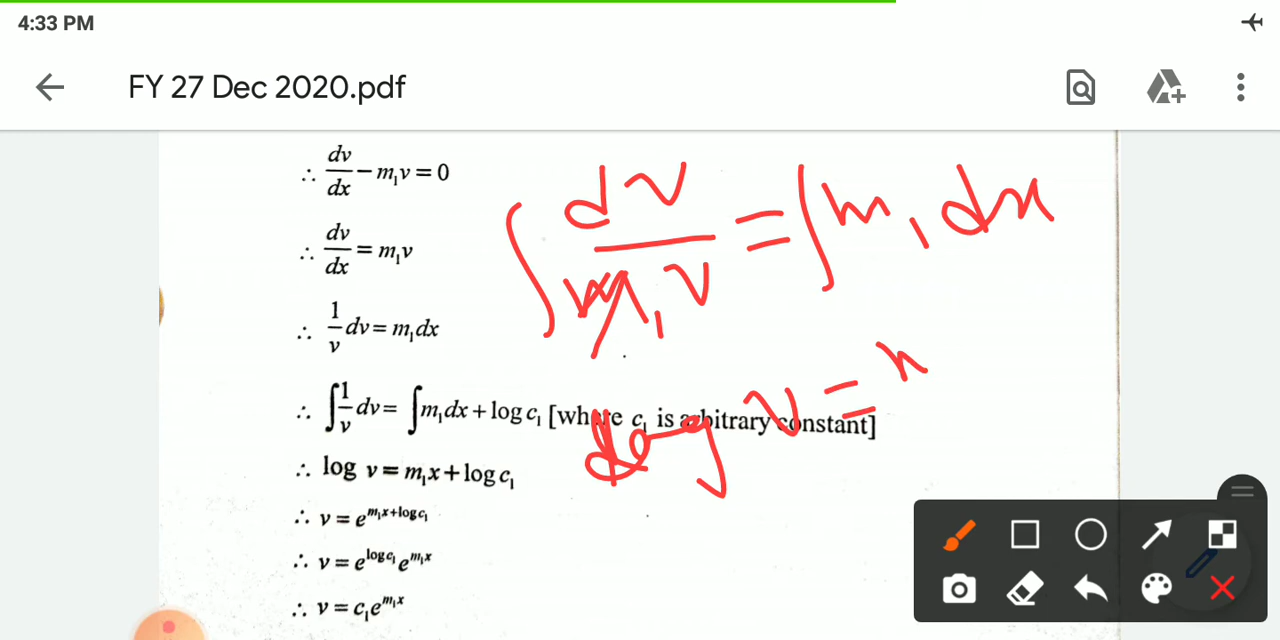 4:33 PM
FY 27 Dec 2020.pdf
∴ dv/dx − m₁v = 0
∴ dv/dx = m₁v
∴ 1/v dv = m₁dx
∴ ∫ 1/v dv = ∫ m₁dx + log c₁ [where c₁ is arbitrary constant]
∴ log v = m₁x + log c₁
∴ v = e^(m₁x+log c₁)
∴ v = e^(log c₁) e^(m₁x)
∴ v = c₁e^(m₁x)
∫ dv/m₁v = ∫ m₁ dx
log v =